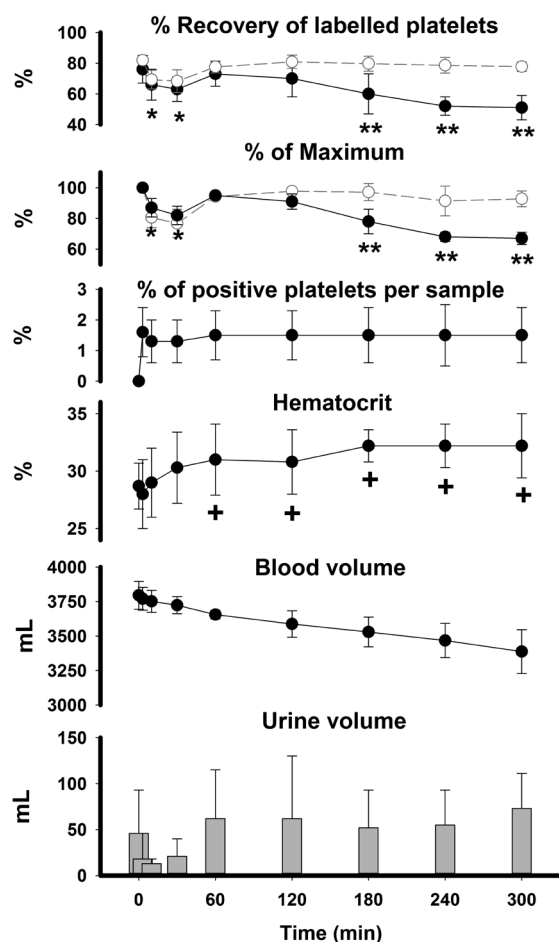 % Recovery of labelled platelets
100
80
60
40
%
* * ** ** **
% of Maximum
100
80
60
%
* * ** ** **
% of positive platelets per sample
3
2
1
0
%
Hematocrit
35
30
25
%
+ + + + +
Blood volume
4000
3750
3500
3250
3000
mL
Urine volume
150
100
50
0
mL
0 60 120 180 240 300
Time (min)